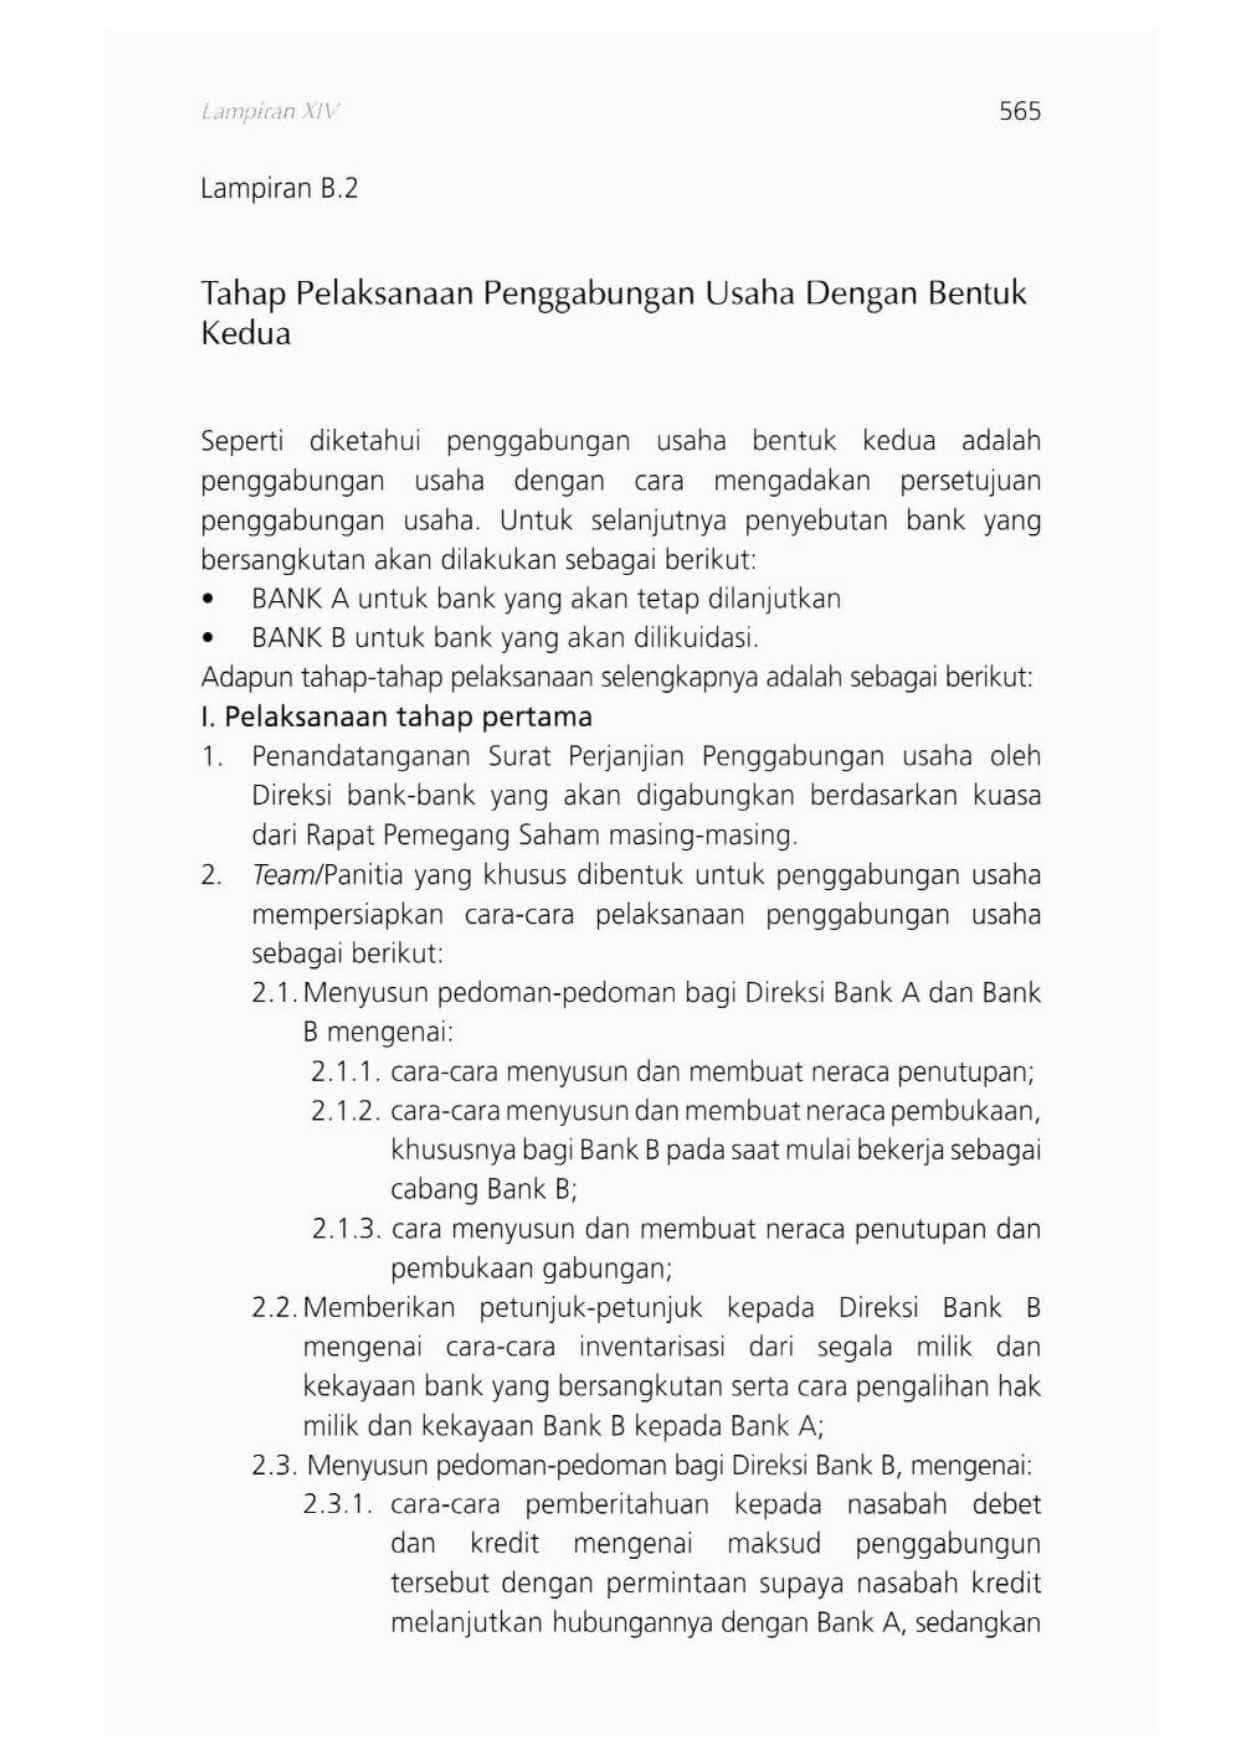 Lampiran XIV 565
Lampiran B.2
Tahap Pelaksanaan Penggabungan Usaha Dengan Bentuk
Kedua
Seperti diketahui penggabungan usaha bentuk kedua adalah
penggabungan usaha dengan cara mengadakan persetujuan
penggabungan usaha. Untuk selanjutnya penyebutan bank yang
bersangkutan akan dilakukan sebagai berikut:
• BANK A untuk bank yang akan tetap dilanjutkan
• BANK B untuk bank yang akan dilikuidasi.
Adapun tahap-tahap pelaksanaan selengkapnya adalah sebagai berikut:
I. Pelaksanaan tahap pertama
1. Penandatanganan Surat Perjanjian Penggabungan usaha oleh
Direksi bank-bank yang akan digabungkan berdasarkan kuasa
dari Rapat Pemegang Saham masing-masing.
2. Team/Panitia yang khusus dibentuk untuk penggabungan usaha
mempersiapkan cara-cara pelaksanaan penggabungan usaha
sebagai berikut:
2.1. Menyusun pedoman-pedoman bagi Direksi Bank A dan Bank
B mengenai:
2.1.1. cara-cara menyusun dan membuat neraca penutupan;
2.1.2. cara-cara menyusun dan membuat neraca pembukaan,
khususnya bagi Bank B pada saat mulai bekerja sebagai
cabang Bank B;
2.1.3. cara menyusun dan membuat neraca penutupan dan
pembukaan gabungan;
2.2. Memberikan petunjuk-petunjuk kepada Direksi Bank B
mengenai cara-cara inventarisasi dari segala milik dan
kekayaan bank yang bersangkutan serta cara pengalihan hak
milik dan kekayaan Bank B kepada Bank A;
2.3. Menyusun pedoman-pedoman bagi Direksi Bank B, mengenai:
2.3.1. cara-cara pemberitahuan kepada nasabah debet
dan kredit mengenai maksud penggabungun
tersebut dengan permintaan supaya nasabah kredit
melanjutkan hubungannya dengan Bank A, sedangkan